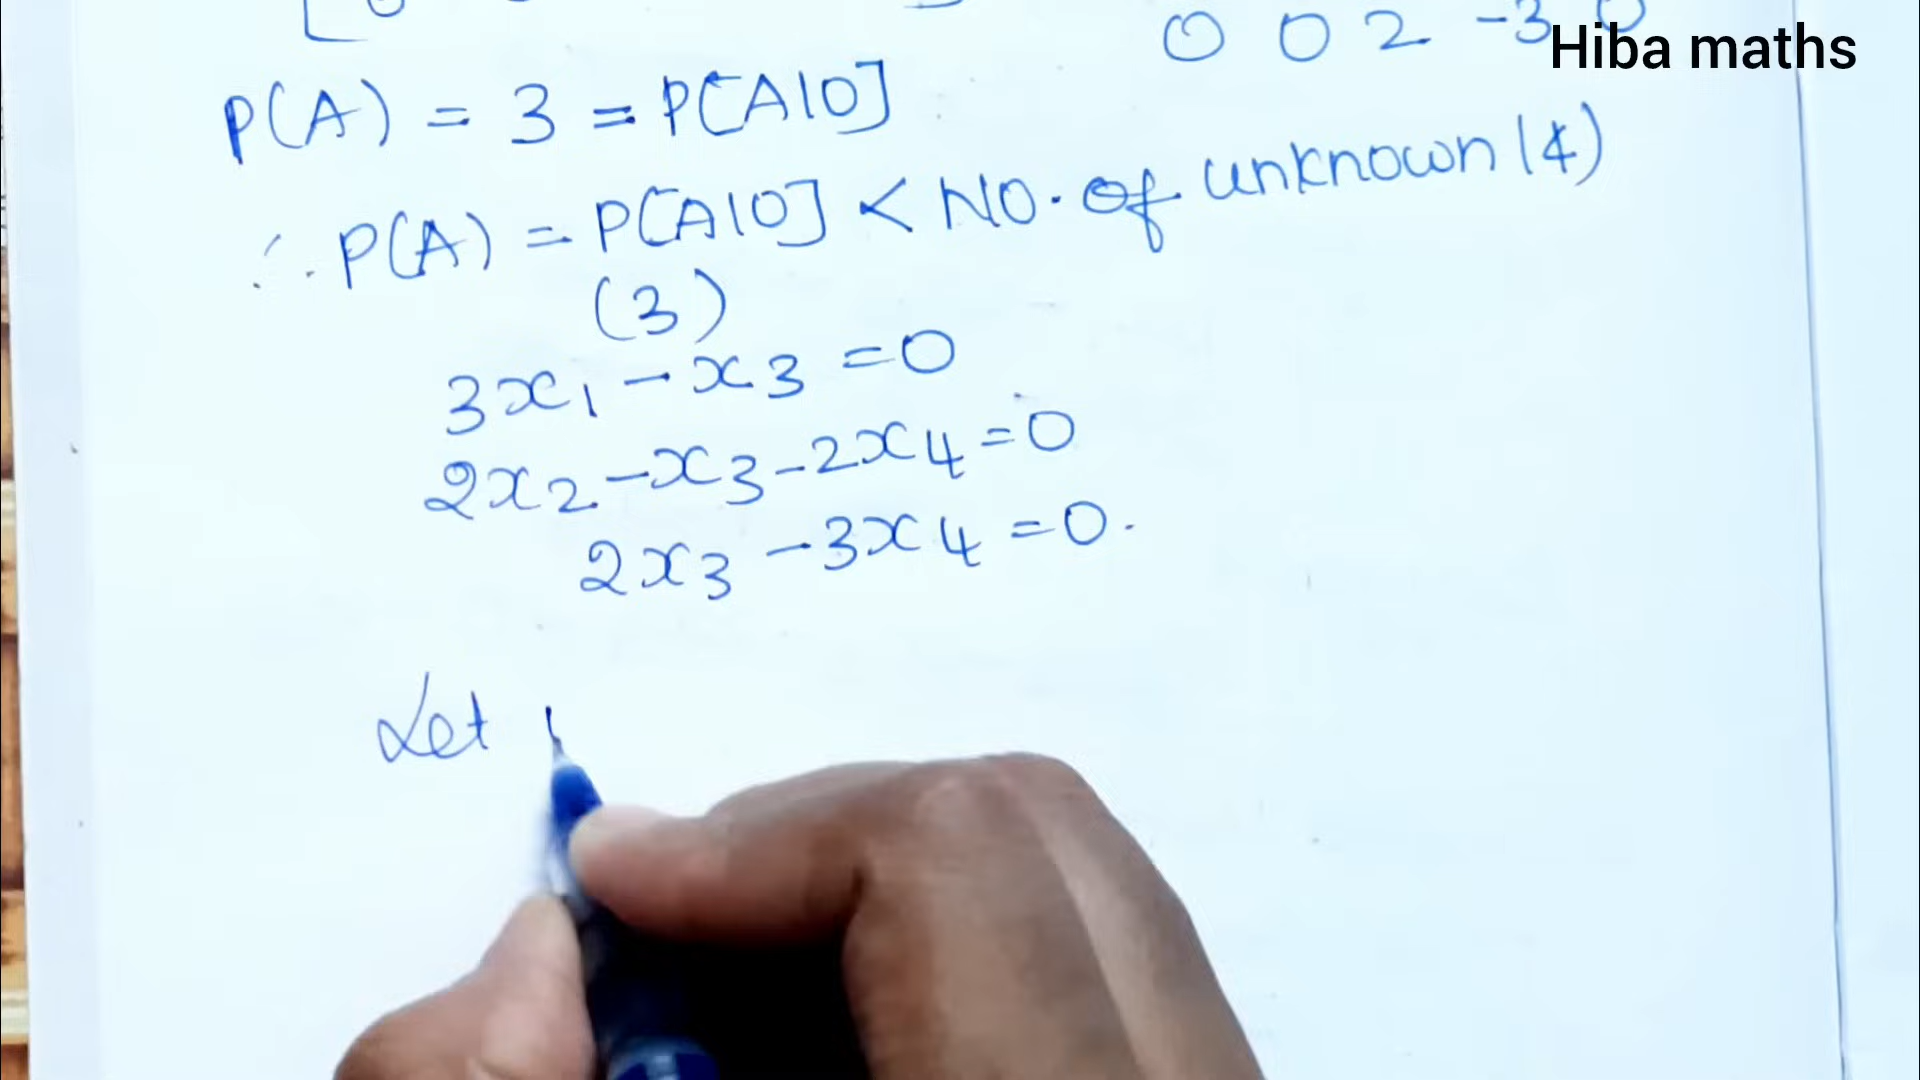 0 0 2 -3 0
Hiba maths
P(A) = 3 = P[A|0]
∴ P(A) = P[A|0] < No. of unknown (4)
(3)
3x₁ - x₃ = 0
2x₂ - x₃ - 2x₄ = 0
2x₃ - 3x₄ = 0.
Let